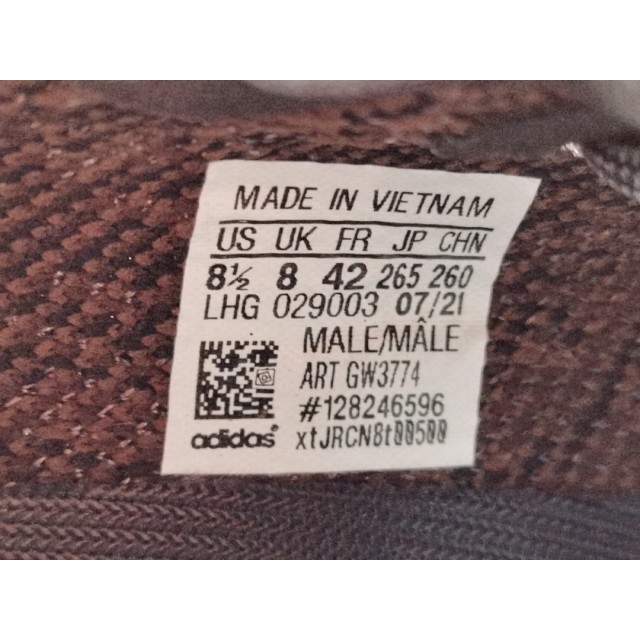 MADE IN VIETNAM
US UK FR JP CHN
8½ 8 42 265 260
LHG 029003 07/21
MALE/MÂLE
ART GW3774
#128246596
adidas® xtJRCN8t00500